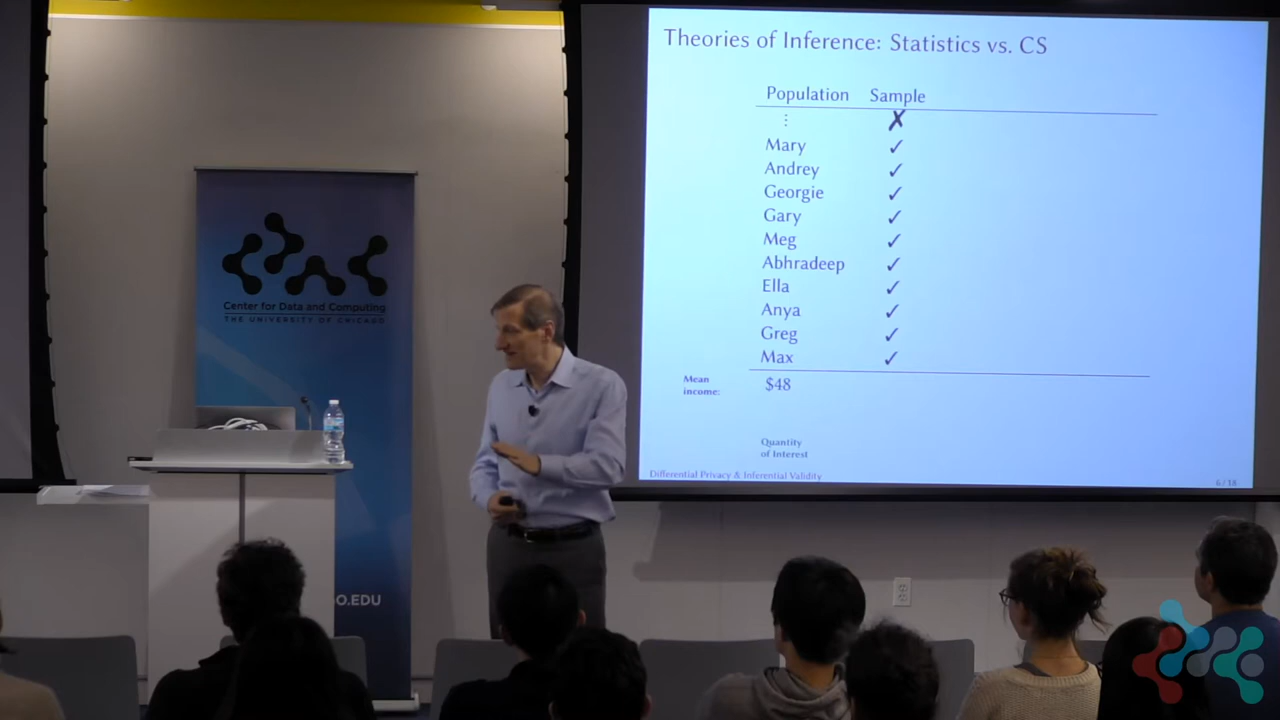 Theories of Inference: Statistics vs. CS
Population Sample
⋮ ✗
Mary ✓
Andrey ✓
Georgie ✓
Gary ✓
Meg ✓
Abhradeep ✓
Ella ✓
Anya ✓
Greg ✓
Max ✓
Mean
income: $48
Quantity
of Interest
Differential Privacy & Inferential Validity 6 / 18
Center for Data and Computing
THE UNIVERSITY OF CHICAGO
O.EDU